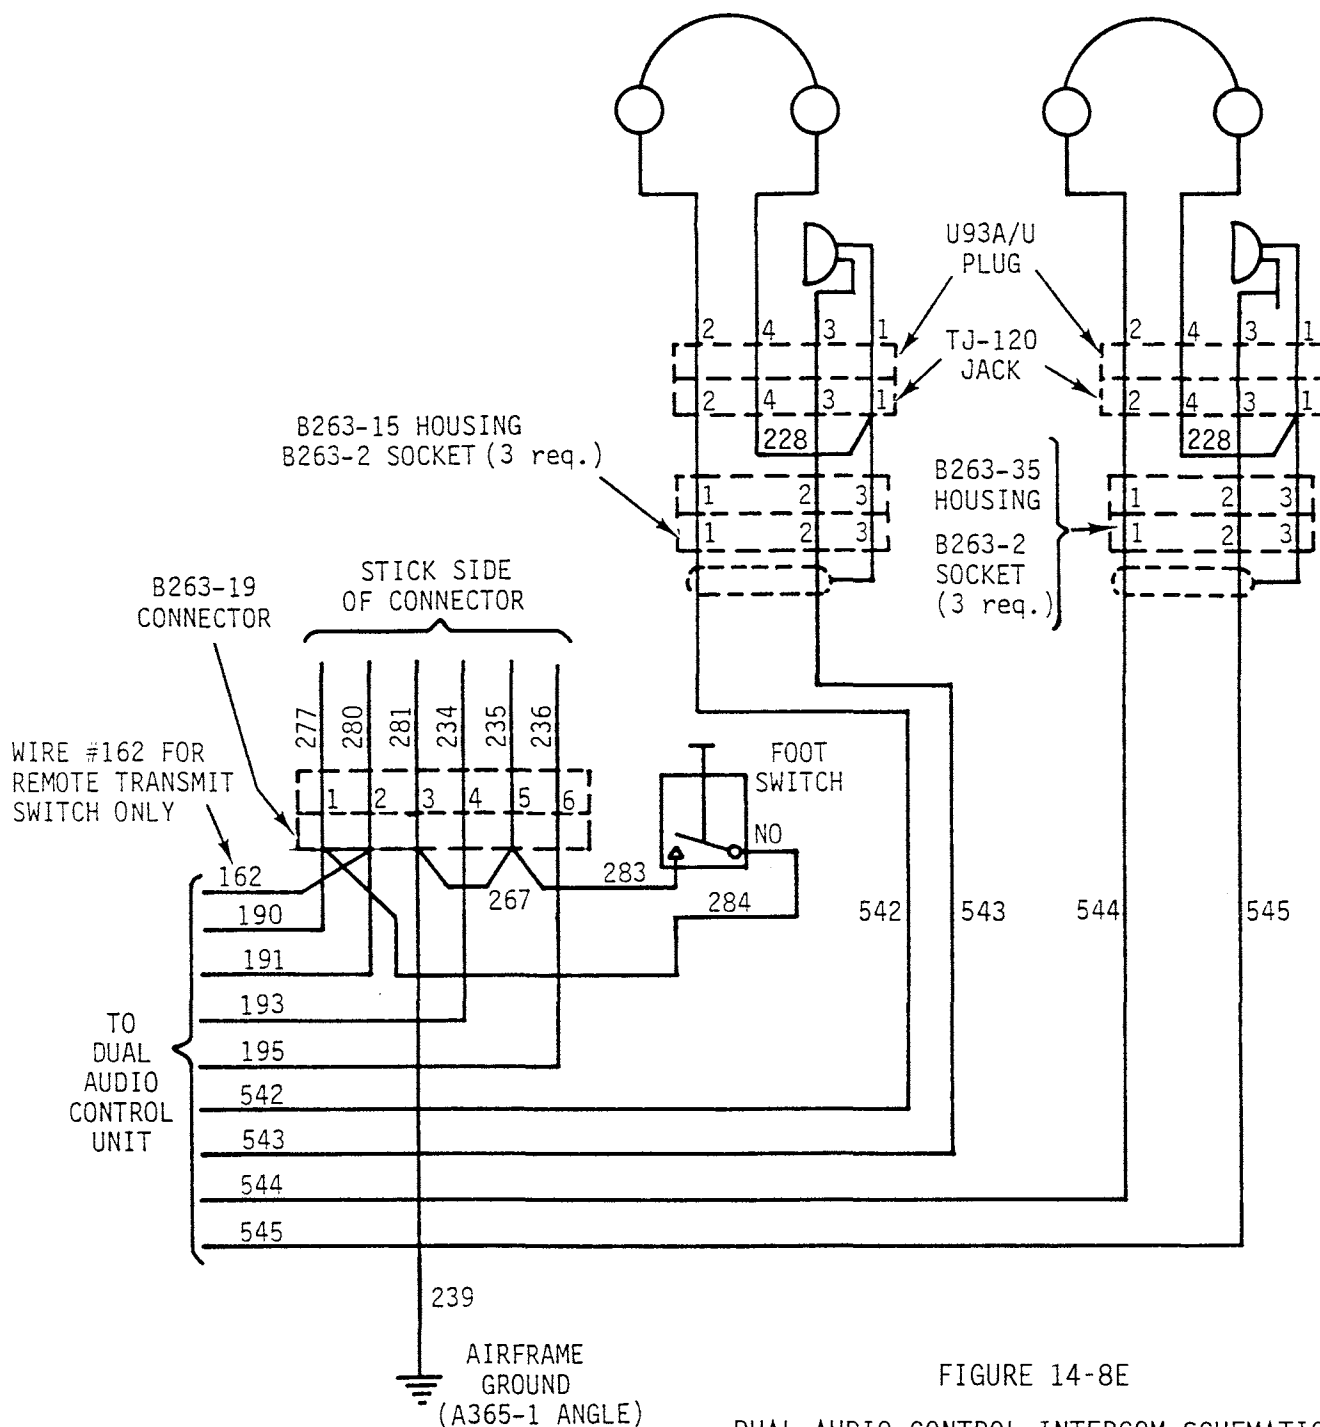 U93A/U
PLUG
2 4 3 1
2 4 3 1
TJ-120
JACK
2 4 3 1
2 4 3 1
228
228
B263-15 HOUSING
B263-2 SOCKET (3 req.)
B263-35
HOUSING
B263-2
SOCKET
(3 req.)
1 2 3
1 2 3
1 2 3
1 2 3
B263-19
CONNECTOR
STICK SIDE
OF CONNECTOR
277
280
281
234
235
236
WIRE #162 FOR
REMOTE TRANSMIT
SWITCH ONLY
1 2 3 4 5 6
FOOT
SWITCH
NO
162
267
283
284
190
542
543
544
545
191
193
195
542
543
544
545
TO
DUAL
AUDIO
CONTROL
UNIT
239
AIRFRAME
GROUND
(A365-1 ANGLE)
FIGURE 14-8E
DUAL AUDIO CONTROL INTERCOM SCHEMATIC